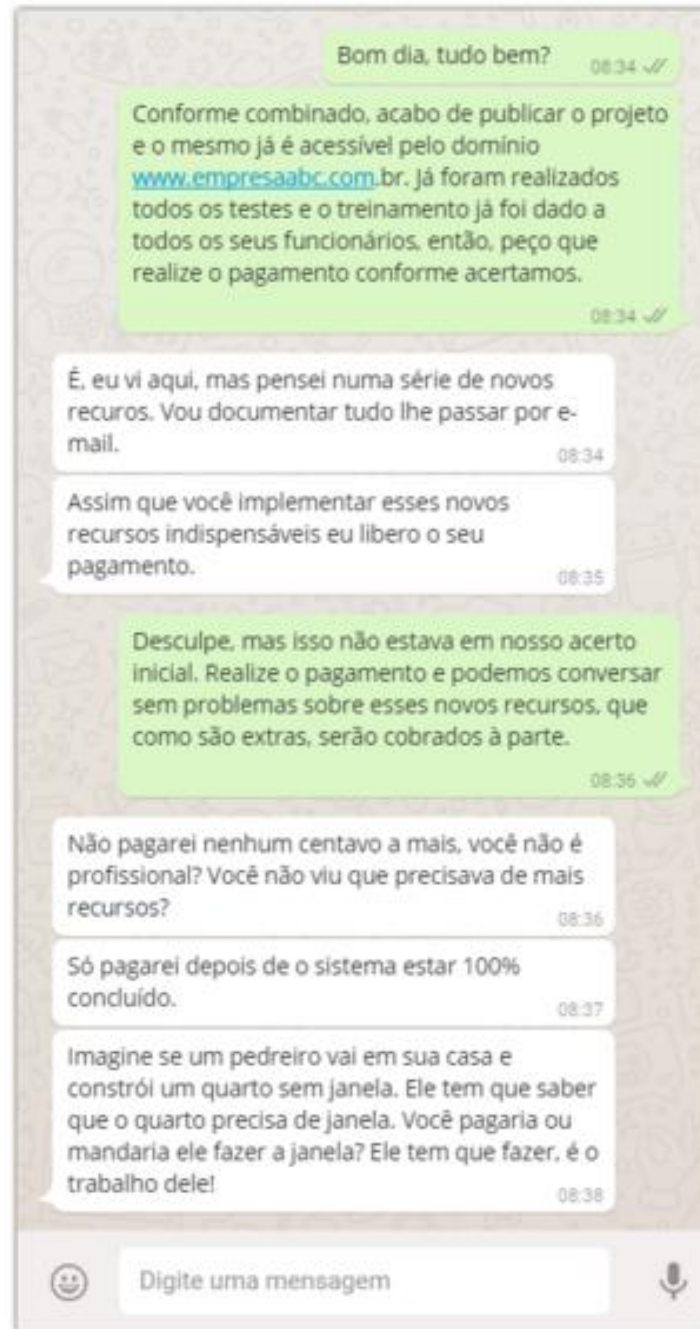 Bom dia, tudo bem?
08:34
Conforme combinado, acabo de publicar o projeto
e o mesmo já é acessível pelo domínio
www.empresaabc.com.br. Já foram realizados
todos os testes e o treinamento já foi dado a
todos os seus funcionários, então, peço que
realize o pagamento conforme acertamos.
08:34
É, eu vi aqui, mas pensei numa série de novos
recuros. Vou documentar tudo lhe passar por e-
mail.
08:34
Assim que você implementar esses novos
recursos indispensáveis eu libero o seu
pagamento.
08:35
Desculpe, mas isso não estava em nosso acerto
inicial. Realize o pagamento e podemos conversar
sem problemas sobre esses novos recursos, que
como são extras, serão cobrados à parte.
08:36
Não pagarei nenhum centavo a mais, você não é
profissional? Você não viu que precisava de mais
recursos?
08:36
Só pagarei depois de o sistema estar 100%
concluído.
08:37
Imagine se um pedreiro vai em sua casa e
constrói um quarto sem janela. Ele tem que saber
que o quarto precisa de janela. Você pagaria ou
mandaria ele fazer a janela? Ele tem que fazer, é o
trabalho dele!
08:38
Digite uma mensagem